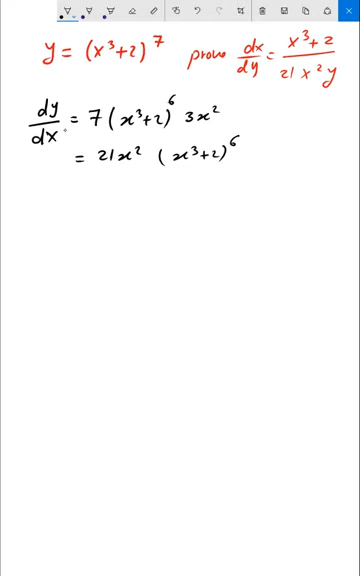 y = (x³+2)⁷ prove dx/dy = x³+2/21x²y
dy/dx = 7(x³+2)⁶ 3x²
= 21x² (x³+2)⁶